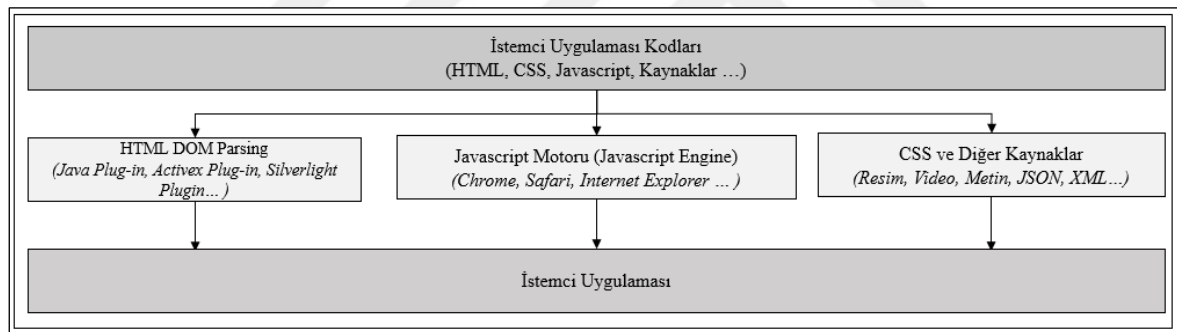 İstemci Uygulaması Kodları
(HTML, CSS, Javascript, Kaynaklar …)
HTML DOM Parsing
(Java Plug-in, Activex Plug-in, Silverlight
Plugin… )
Javascript Motoru (Javascript Engine)
(Chrome, Safari, Internet Explorer … )
CSS ve Diğer Kaynaklar
(Resim, Video, Metin, JSON, XML…)
İstemci Uygulaması